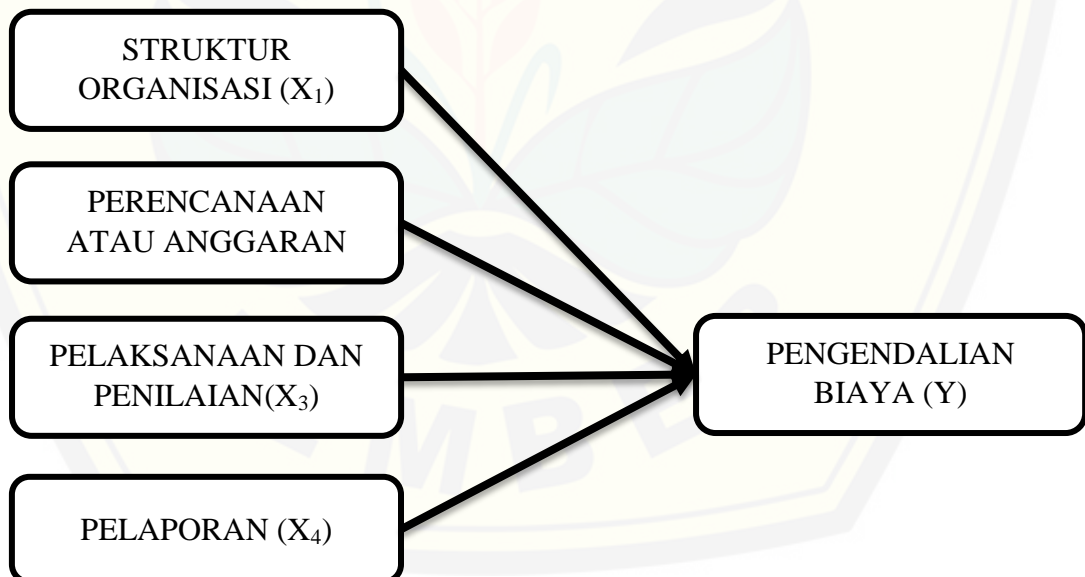 STRUKTUR
ORGANISASI (X₁)
PERENCANAAN
ATAU ANGGARAN
PELAKSANAAN DAN
PENILAIAN(X₃)
PENGENDALIAN
BIAYA (Y)
PELAPORAN (X₄)